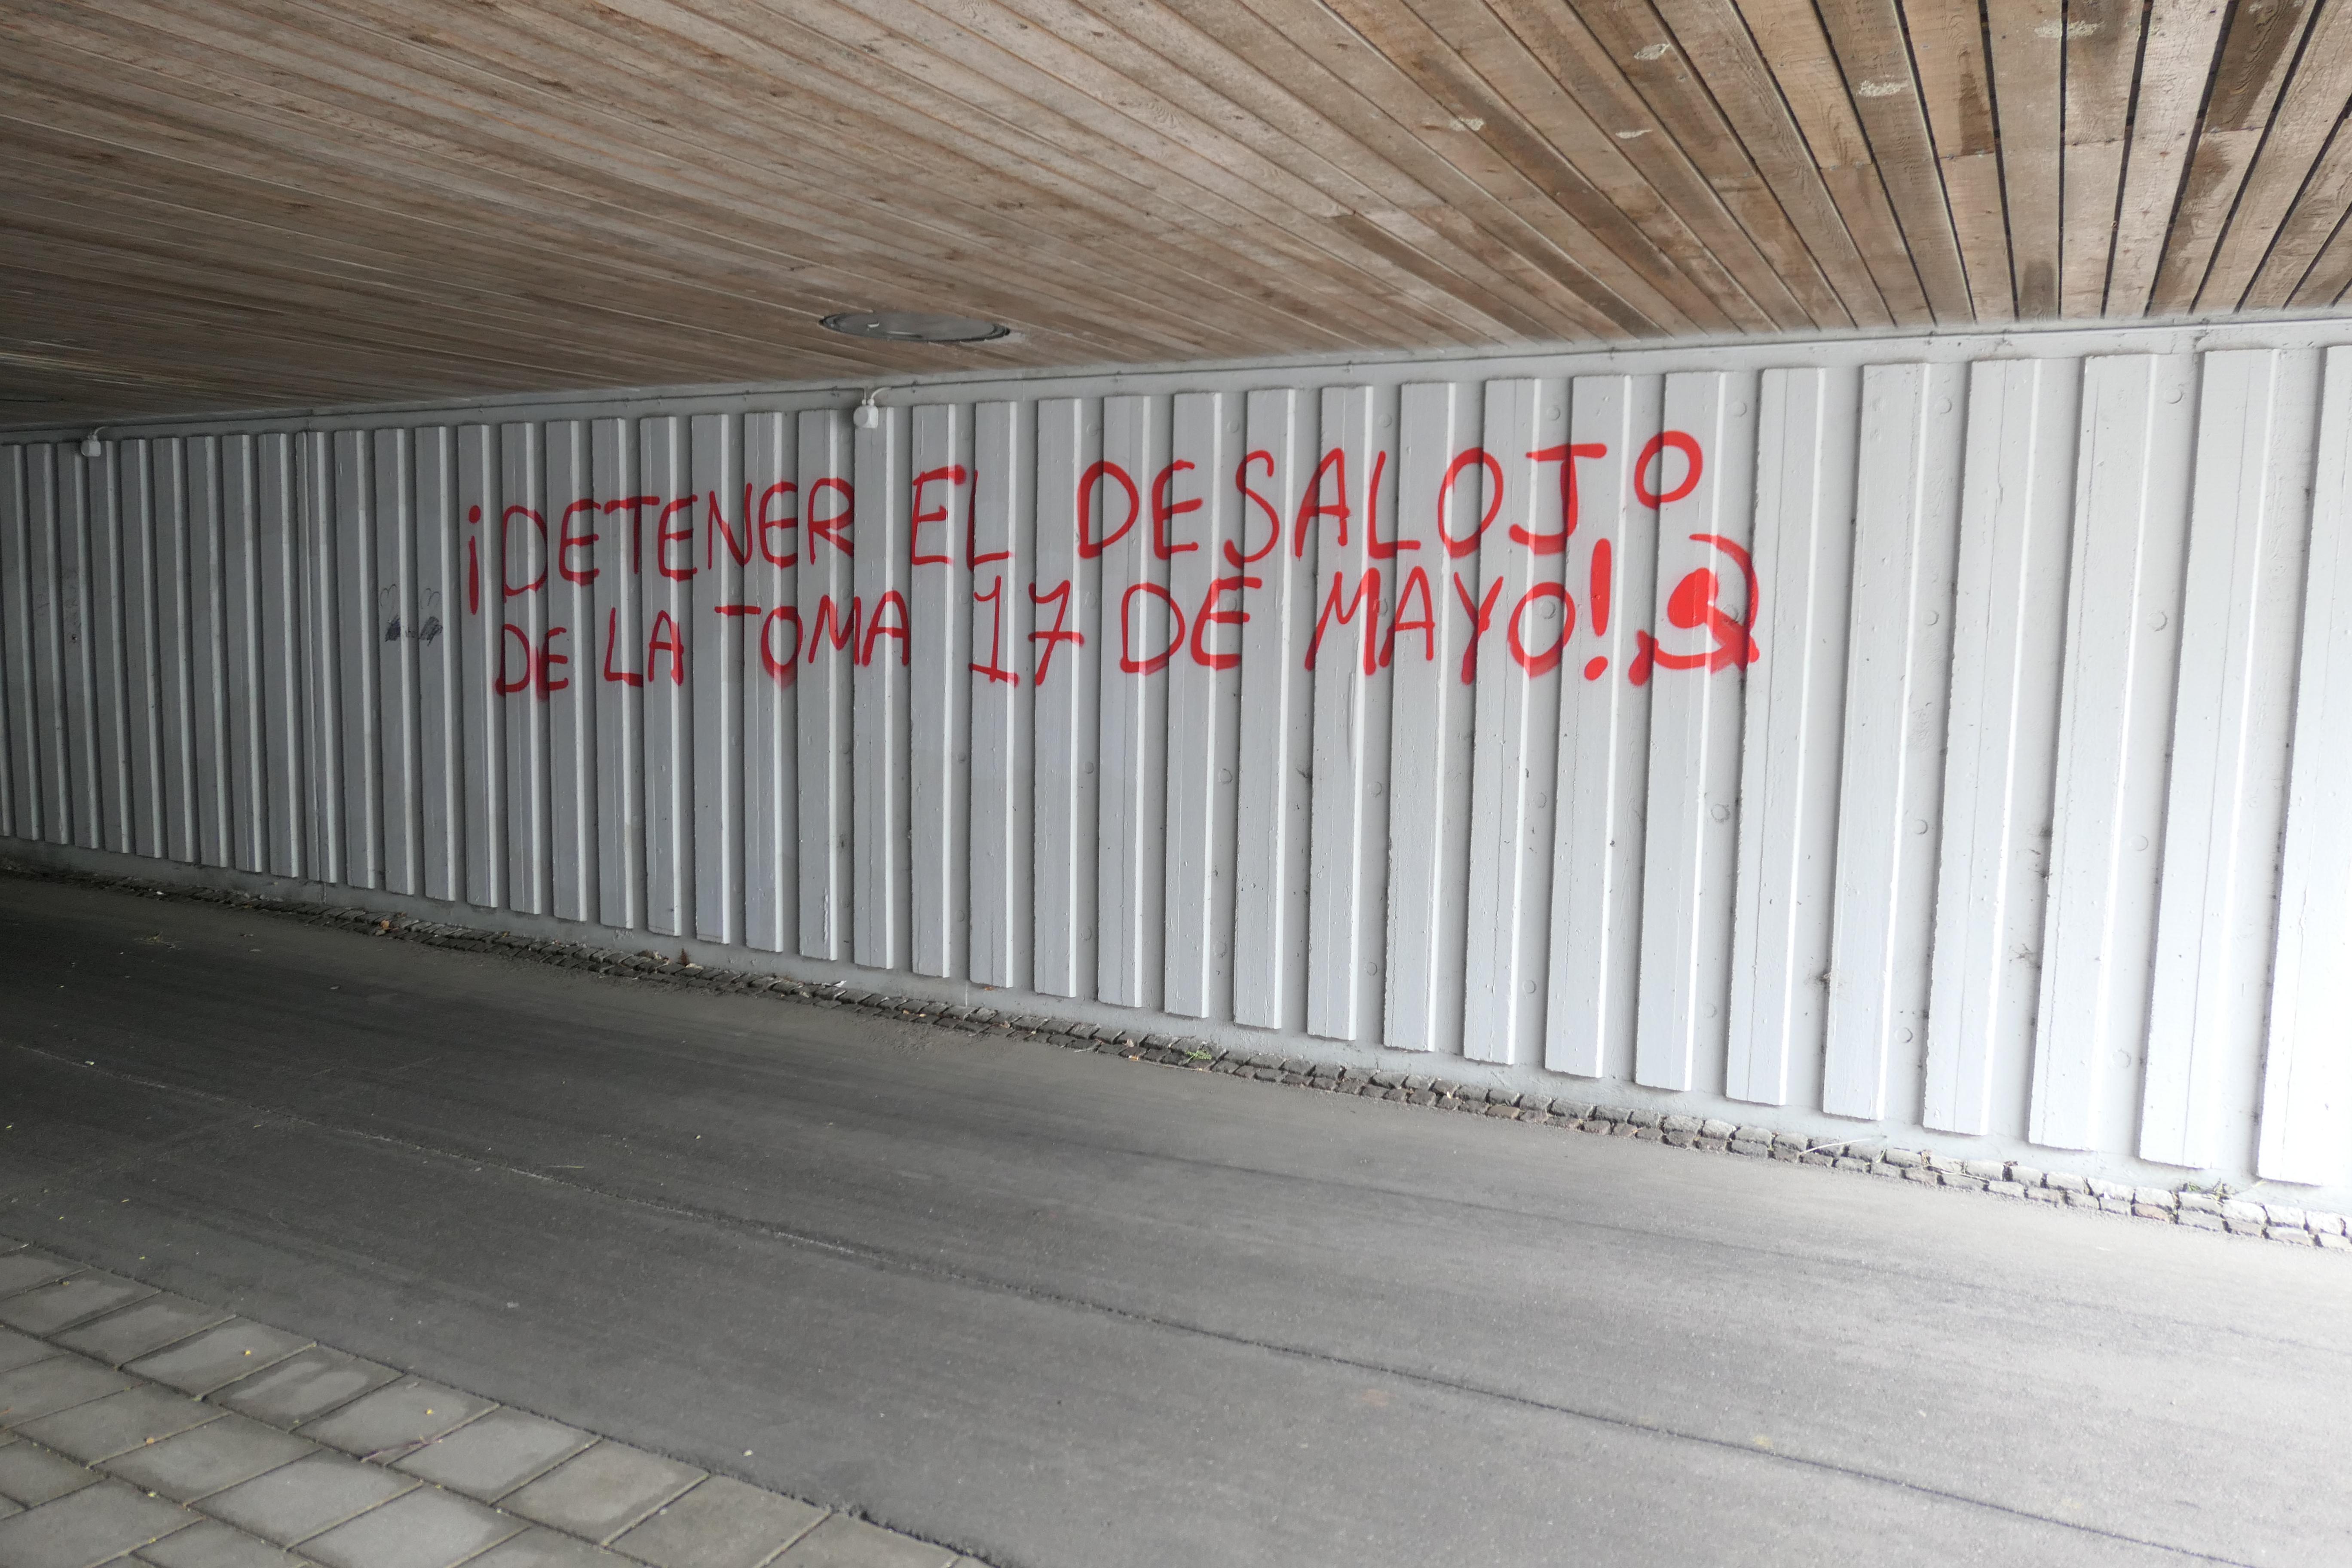 ¡DETENER EL DESALOJO
DE LA TOMA 17 DE MAYO!